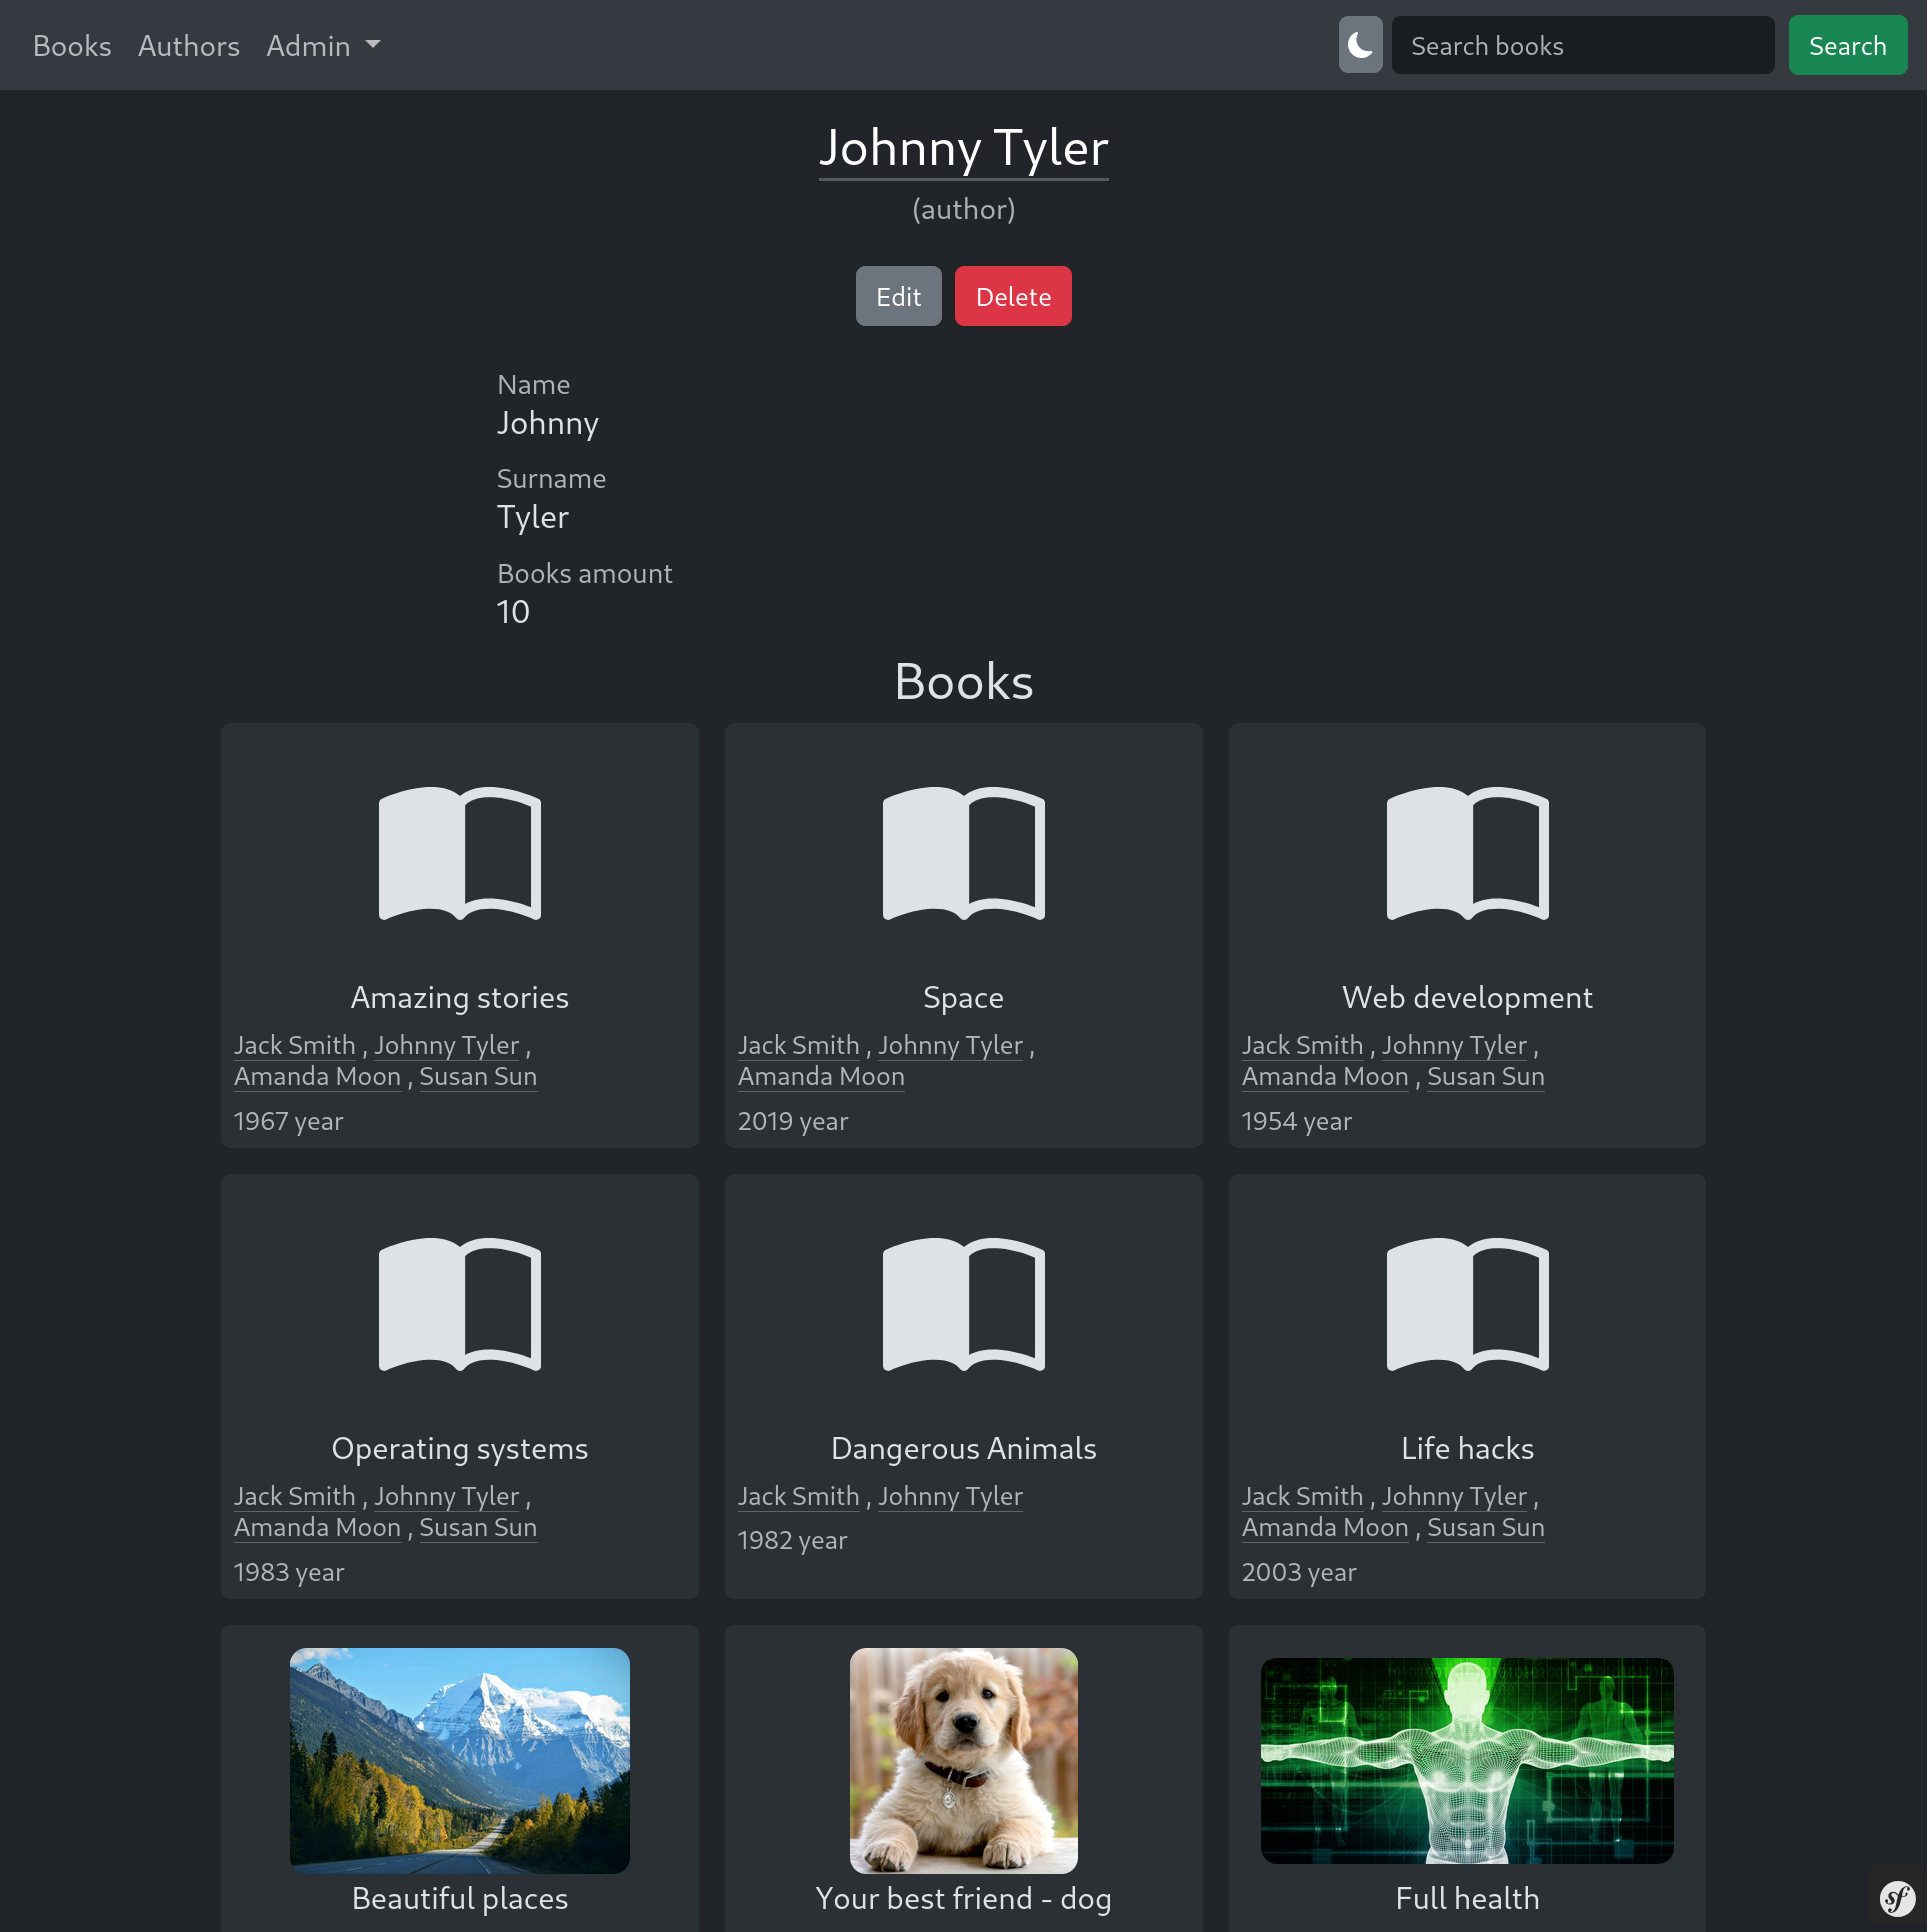 Books Authors Admin Search books Search
Johnny Tyler
(author)
Edit Delete
Name
Johnny
Surname
Tyler
Books amount
10
Books
Amazing stories
Jack Smith , Johnny Tyler ,
Amanda Moon , Susan Sun
1967 year
Space
Jack Smith , Johnny Tyler ,
Amanda Moon
2019 year
Web development
Jack Smith , Johnny Tyler ,
Amanda Moon , Susan Sun
1954 year
Operating systems
Jack Smith , Johnny Tyler ,
Amanda Moon , Susan Sun
1983 year
Dangerous Animals
Jack Smith , Johnny Tyler
1982 year
Life hacks
Jack Smith , Johnny Tyler ,
Amanda Moon , Susan Sun
2003 year
Beautiful places
Your best friend - dog
Full health
sf